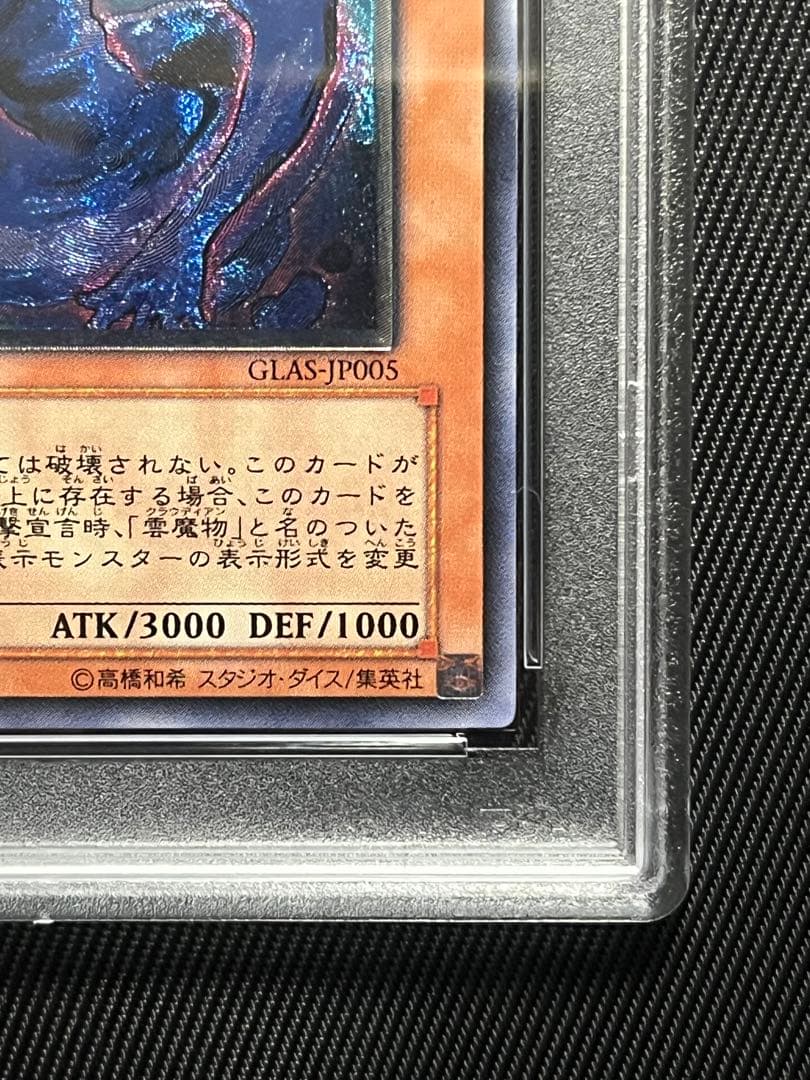 GLAS-JP005
ては破壊されない。このカードが
上に存在する場合、このカードを
撃宣言時、「雲魔物」と名のついた
表示モンスターの表示形式を変更
ATK/3000 DEF/1000
©高橋和希 スタジオ・ダイス/集英社